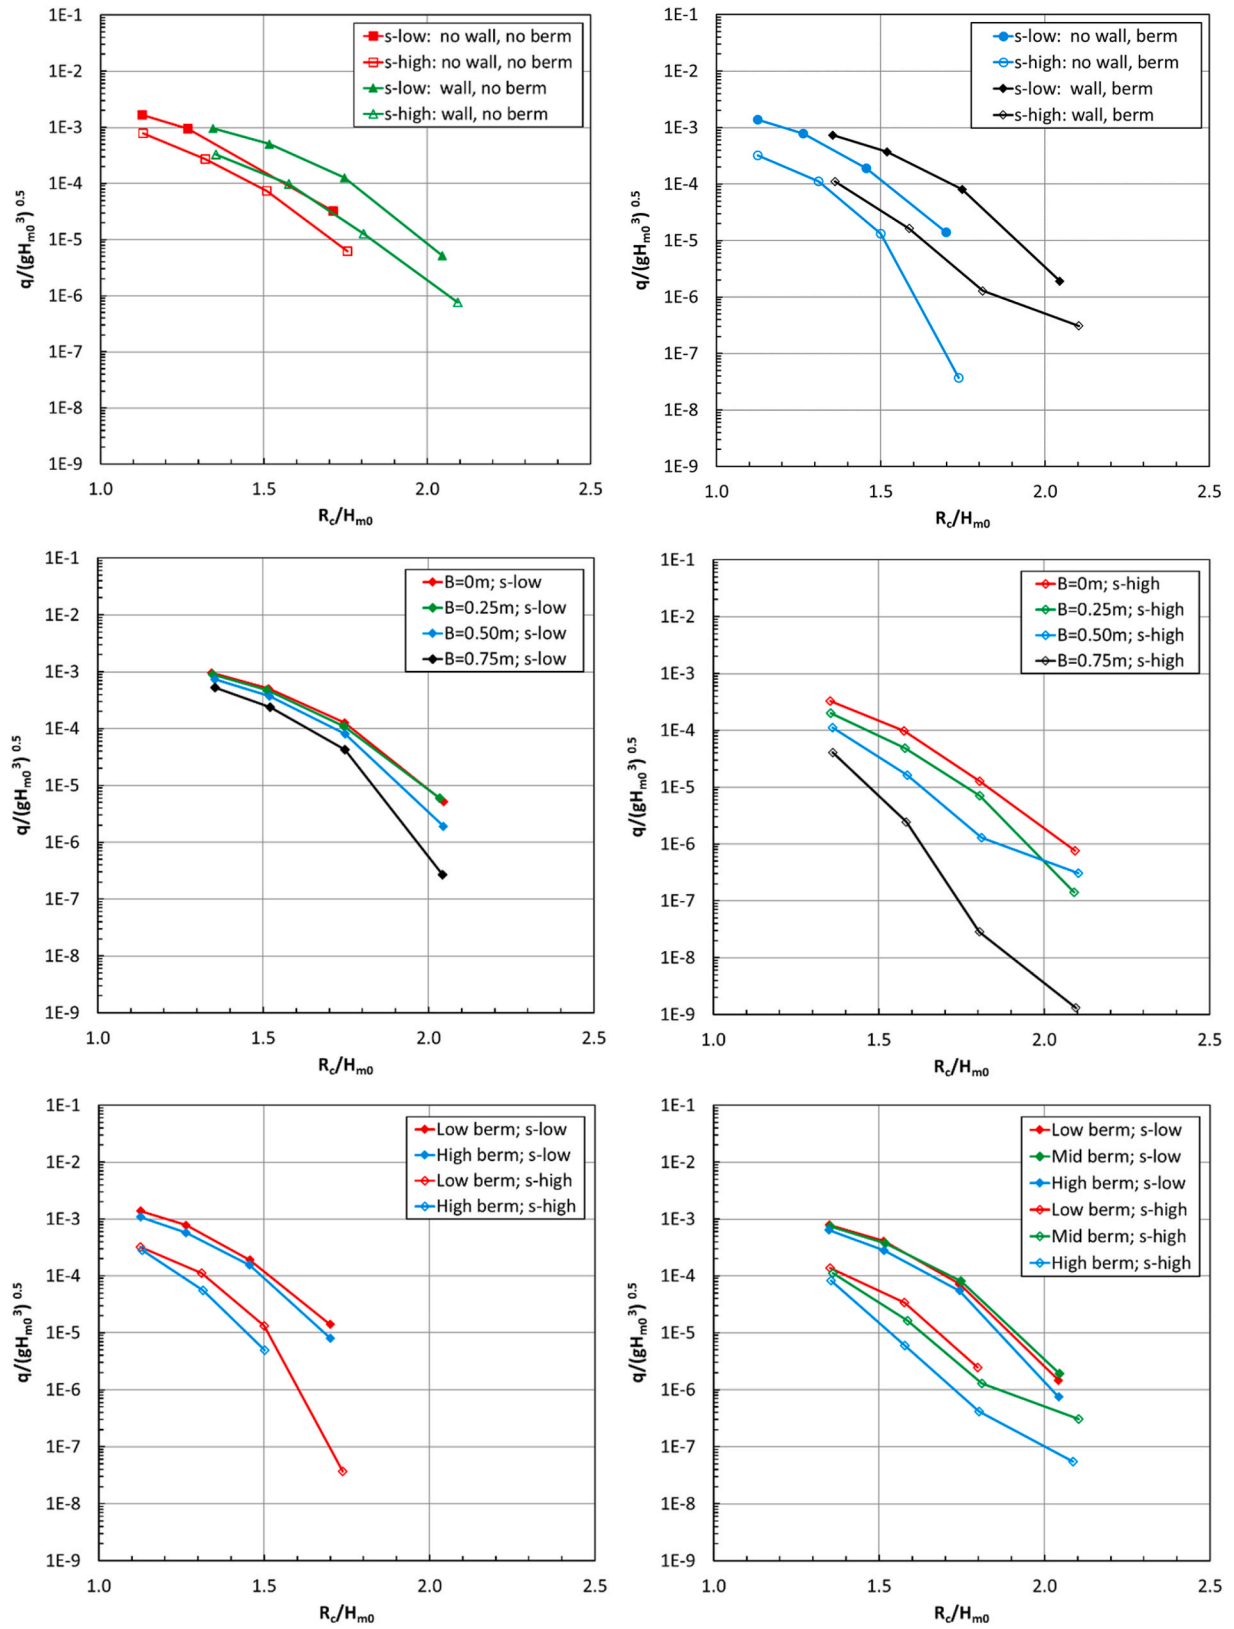 1E-1
1E-2
1E-3
1E-4
1E-5
1E-6
1E-7
1E-8
1E-9
q/(gHm0 3) 0.5
s-low: no wall, no berm
s-high: no wall, no berm
s-low: wall, no berm
s-high: wall, no berm
1.0 1.5 2.0 2.5
Rc/Hm0
1E-1
1E-2
1E-3
1E-4
1E-5
1E-6
1E-7
1E-8
1E-9
q/(gHm0 3) 0.5
s-low: no wall, berm
s-high: no wall, berm
s-low: wall, berm
s-high: wall, berm
1.0 1.5 2.0 2.5
Rc/Hm0
1E-1
1E-2
1E-3
1E-4
1E-5
1E-6
1E-7
1E-8
1E-9
q/(gHm0 3) 0.5
B=0m; s-low
B=0.25m; s-low
B=0.50m; s-low
B=0.75m; s-low
1.0 1.5 2.0 2.5
Rc/Hm0
1E-1
1E-2
1E-3
1E-4
1E-5
1E-6
1E-7
1E-8
1E-9
q/(gHm0 3) 0.5
B=0m; s-high
B=0.25m; s-high
B=0.50m; s-high
B=0.75m; s-high
1.0 1.5 2.0 2.5
Rc/Hm0
1E-1
1E-2
1E-3
1E-4
1E-5
1E-6
1E-7
1E-8
1E-9
q/(gHm0 3) 0.5
Low berm; s-low
High berm; s-low
Low berm; s-high
High berm; s-high
1.0 1.5 2.0 2.5
Rc/Hm0
1E-1
1E-2
1E-3
1E-4
1E-5
1E-6
1E-7
1E-8
1E-9
q/(gHm0 3) 0.5
Low berm; s-low
Mid berm; s-low
High berm; s-low
Low berm; s-high
Mid berm; s-high
High berm; s-high
1.0 1.5 2.0 2.5
Rc/Hm0